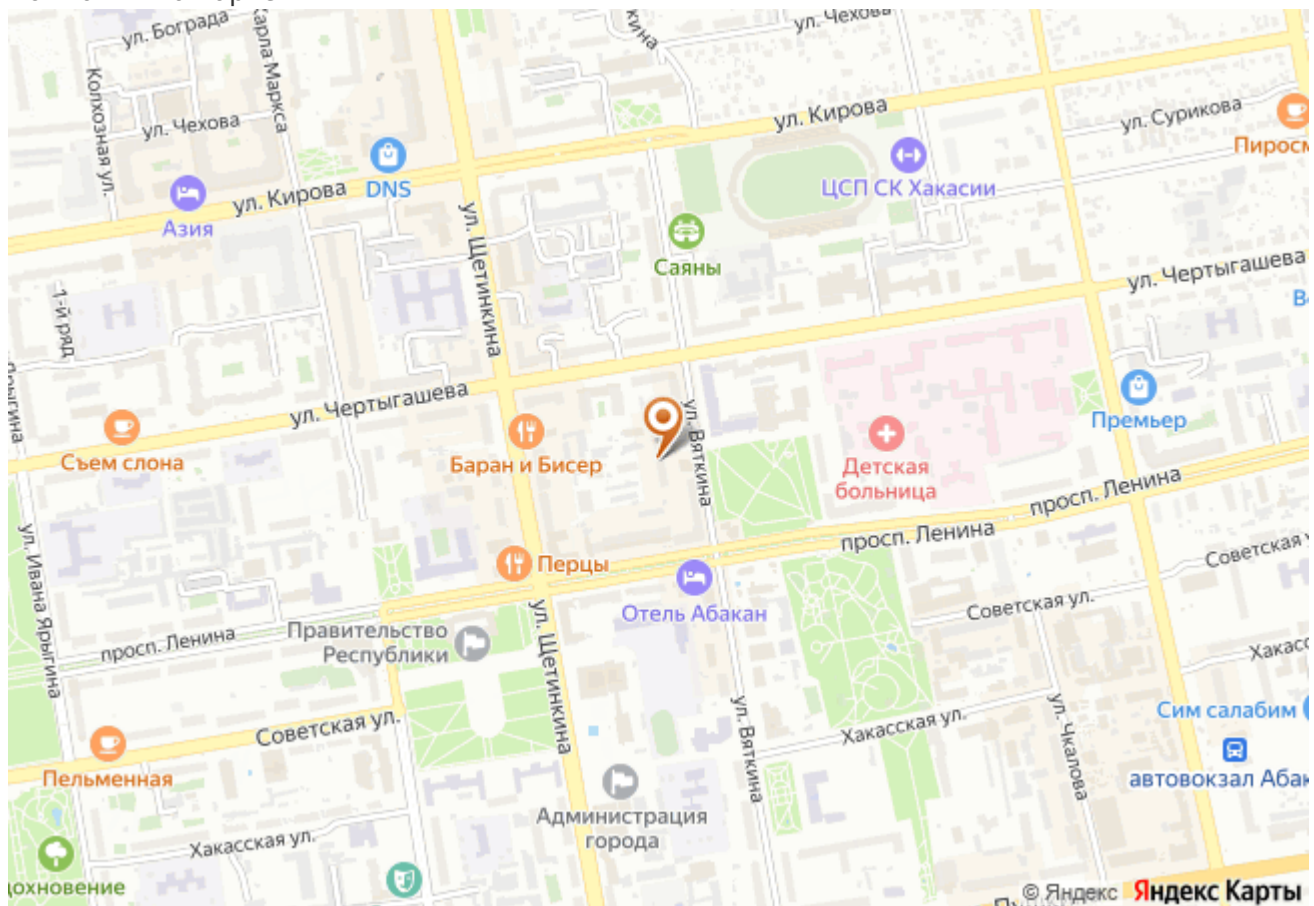 ул. Бограда
ул. Чехова
Карла Маркса
Колхозная ул.
ул. Кирова
ул. Чехова
ул. Сурикова
DNS
ЦСП СК Хакасии
ул. Кирова
Азия
ул. Щетинкина
Саяны
ул. Чертыгашева
1-й ряд
ул. Чертыгашева
Премьер
Съем слона
Баран и Бисер
ул. Вяткина
Детская
больница
просп. Ленина
просп. Ленина
ул. Ивана Ярыгина
Перцы
Отель Абакан
Советская ул.
Советская
просп. Ленина
Правительство
Республики
ул. Щетинкина
Советская ул.
ул. Вяткина
Хакасская ул.
ул. Чкалова
Сим салабим
Пельменная
автовокзал Абак
Администрация
города
Хакасская ул.
дохновение
© Яндекс Яндекс Карты